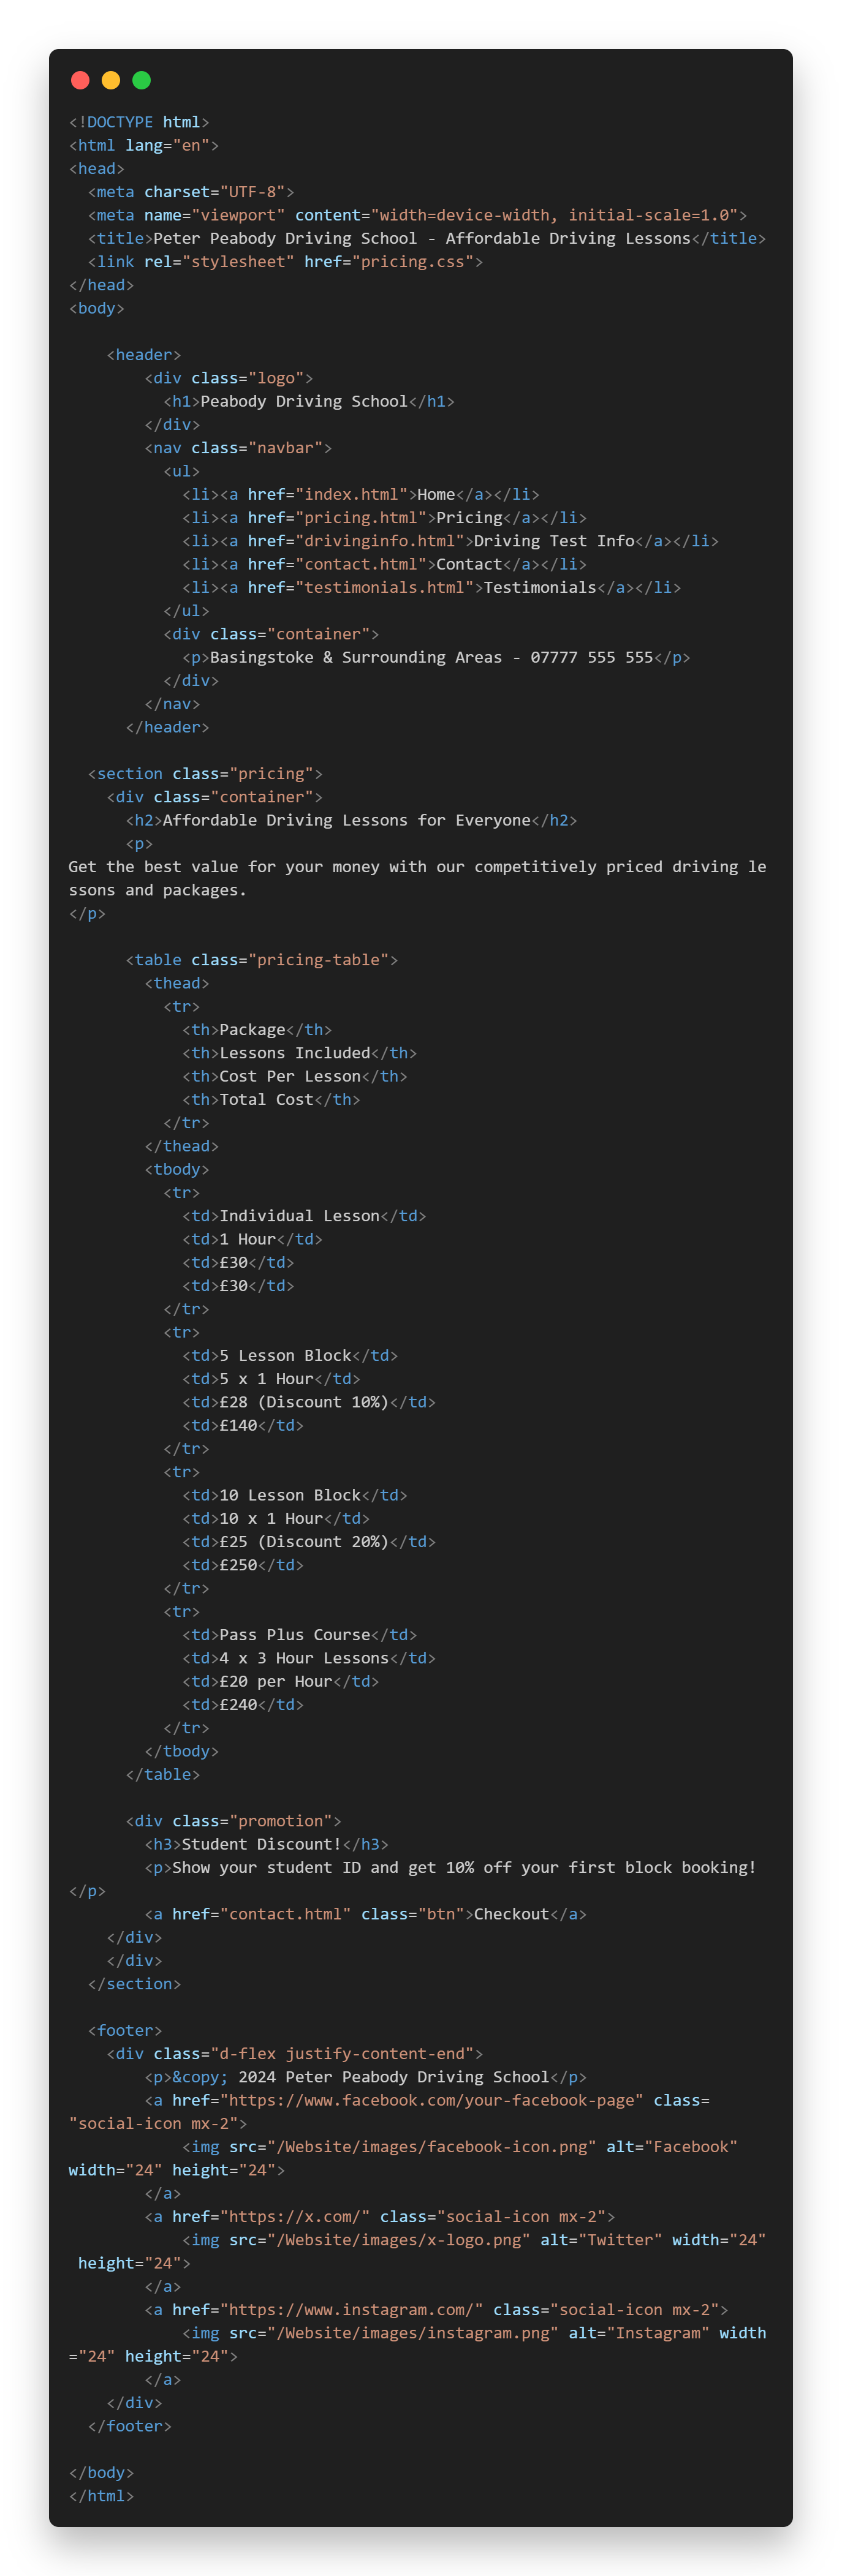 <!DOCTYPE html>
<html lang="en">
<head>
  <meta charset="UTF-8">
  <meta name="viewport" content="width=device-width, initial-scale=1.0">
  <title>Peter Peabody Driving School - Affordable Driving Lessons</title>
  <link rel="stylesheet" href="pricing.css">
</head>
<body>

    <header>
        <div class="logo">
          <h1>Peabody Driving School</h1>
        </div>
        <nav class="navbar">
          <ul>
            <li><a href="index.html">Home</a></li>
            <li><a href="pricing.html">Pricing</a></li>
            <li><a href="drivinginfo.html">Driving Test Info</a></li>
            <li><a href="contact.html">Contact</a></li>
            <li><a href="testimonials.html">Testimonials</a></li>
          </ul>
          <div class="container">
            <p>Basingstoke & Surrounding Areas - 07777 555 555</p>
          </div>
        </nav>
      </header>

  <section class="pricing">
    <div class="container">
      <h2>Affordable Driving Lessons for Everyone</h2>
      <p>
Get the best value for your money with our competitively priced driving le
ssons and packages.
</p>

      <table class="pricing-table">
        <thead>
          <tr>
            <th>Package</th>
            <th>Lessons Included</th>
            <th>Cost Per Lesson</th>
            <th>Total Cost</th>
          </tr>
        </thead>
        <tbody>
          <tr>
            <td>Individual Lesson</td>
            <td>1 Hour</td>
            <td>£30</td>
            <td>£30</td>
          </tr>
          <tr>
            <td>5 Lesson Block</td>
            <td>5 x 1 Hour</td>
            <td>£28 (Discount 10%)</td>
            <td>£140</td>
          </tr>
          <tr>
            <td>10 Lesson Block</td>
            <td>10 x 1 Hour</td>
            <td>£25 (Discount 20%)</td>
            <td>£250</td>
          </tr>
          <tr>
            <td>Pass Plus Course</td>
            <td>4 x 3 Hour Lessons</td>
            <td>£20 per Hour</td>
            <td>£240</td>
          </tr>
        </tbody>
      </table>

      <div class="promotion">
        <h3>Student Discount!</h3>
        <p>Show your student ID and get 10% off your first block booking!
</p>
        <a href="contact.html" class="btn">Checkout</a>
    </div>
    </div>
  </section>

  <footer>
    <div class="d-flex justify-content-end">
        <p>&copy; 2024 Peter Peabody Driving School</p>
        <a href="https://www.facebook.com/your-facebook-page" class=
"social-icon mx-2">
            <img src="/Website/images/facebook-icon.png" alt="Facebook"
width="24" height="24">
        </a>
        <a href="https://x.com/" class="social-icon mx-2">
            <img src="/Website/images/x-logo.png" alt="Twitter" width="24"
 height="24">
        </a>
        <a href="https://www.instagram.com/" class="social-icon mx-2">
            <img src="/Website/images/instagram.png" alt="Instagram" width
="24" height="24">
        </a>
    </div>
  </footer>

</body>
</html>